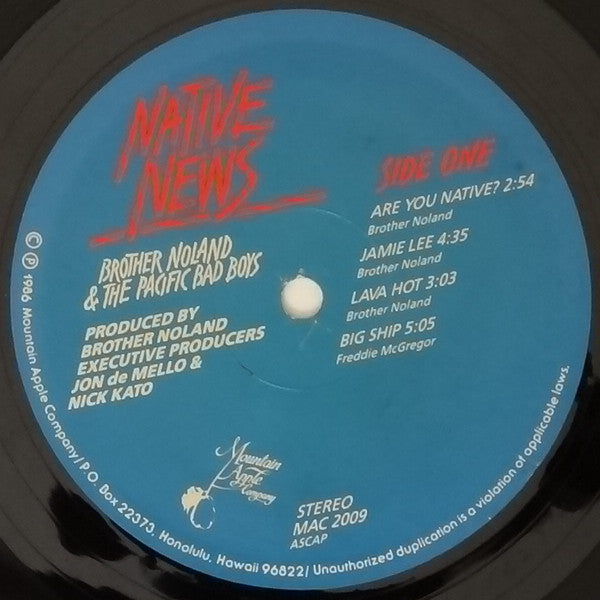 NATIVE
NEWS
BROTHER NOLAND
& THE PACIFIC BAD BOYS
PRODUCED BY
BROTHER NOLAND
EXECUTIVE PRODUCERS
JON de MELLO &
NICK KATO
SIDE ONE
ARE YOU NATIVE? 2:54
Brother Noland
JAMIE LEE 4:35
Brother Noland
LAVA HOT 3:03
Brother Noland
BIG SHIP 5:05
Freddie McGregor
Mountain
Apple
Company
STEREO
MAC 2009
ASCAP
© ℗ 1986 Mountain Apple Company / P.O. Box 22373, Honolulu, Hawaii 96822 / Unauthorized duplication is a violation of applicable laws.